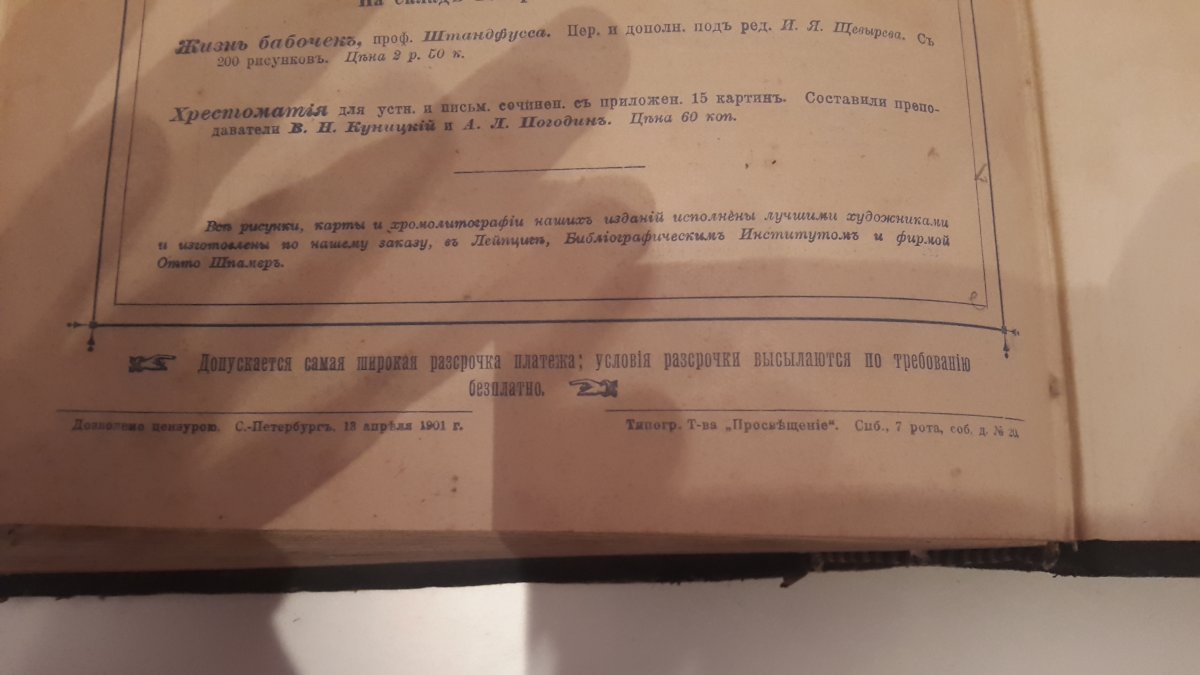 На складѣ
Жизнь бабочекъ, проф. Штандфусса. Пер. и дополн. подъ ред. И. Я. Щевырева. Съ
200 рисунковъ. Цѣна 2 р. 50 к.
Хрестоматія для устн. и письм. сочинен. съ приложен. 15 картинъ. Составили препо-
даватели В. Н. Куницкій и А. Л. Погодинъ. Цѣна 60 коп.
Всѣ рисунки, карты и хромолитографіи нашихъ изданій исполнены лучшими художниками
и изготовлены по нашему заказу, въ Лейпцигѣ, Библіографическимъ Институтомъ и фирмой
Отто Шпамеръ.
Допускается самая широкая разсрочка платежа; условія разсрочки высылаются по требованію
безплатно.
Дозволено цензурою. С.-Петербургъ, 13 апрѣля 1901 г.
Типогр. Т-ва „Просвѣщеніе“. Спб., 7 рота, соб. д. № 20.